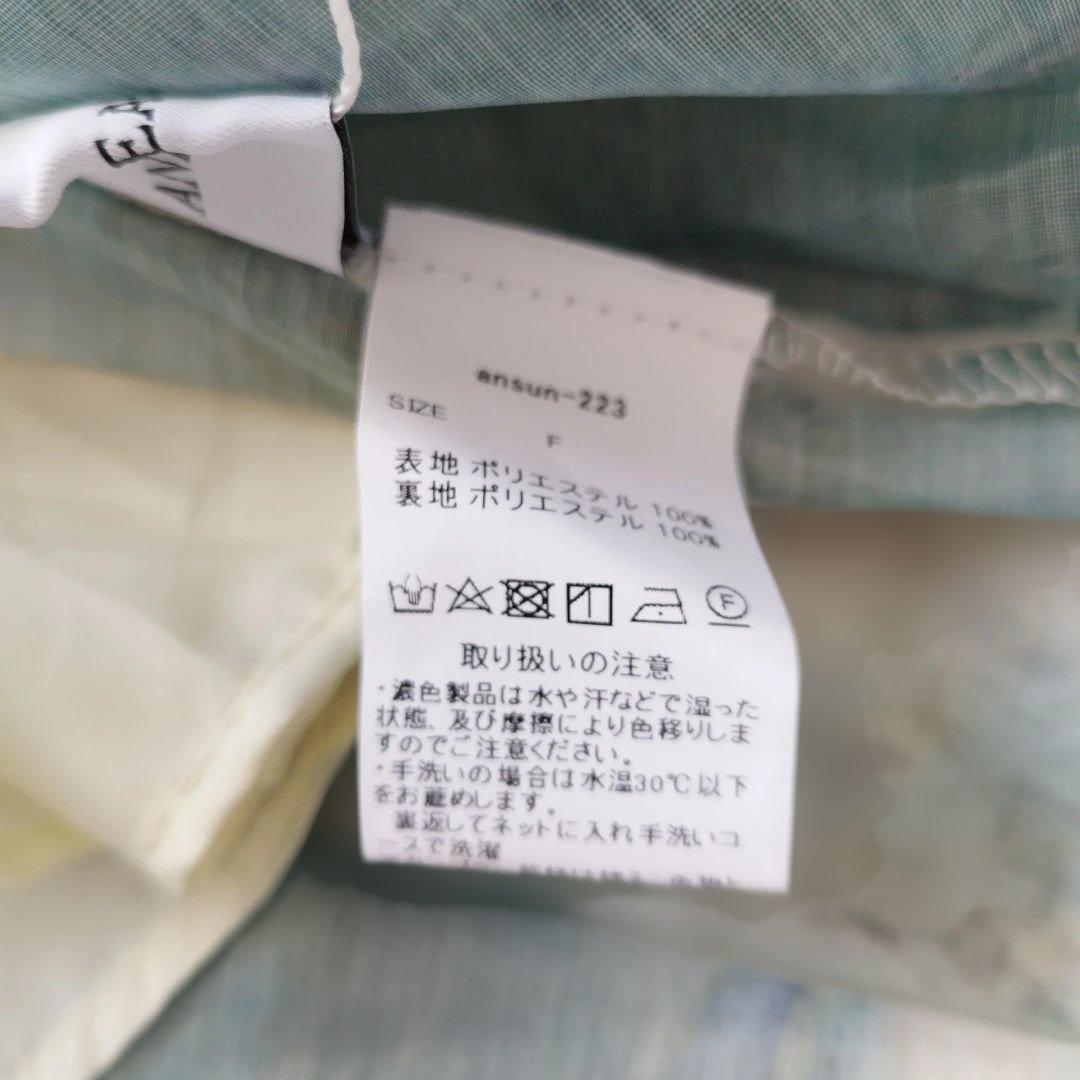 ansun-223
SIZE
F
表地 ポリエステル 100%
裏地 ポリエステル 100%
F
取り扱いの注意
・濃色製品は水や汗などで湿った
状態、及び摩擦により色移りしま
すのでご注意ください。
・手洗いの場合は水温30℃以下
をお薦めします。
裏返してネットに入れ手洗いコ
ースで洗濯